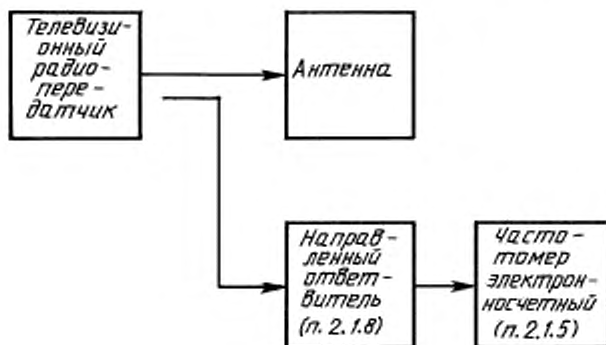 Телевизи-
онный
радио-
пере-
датчик
Антенна
Направ-
ленный
ответ-
витель
(п. 2.1.8)
Часто-
томер
электрон-
носчетный
(п. 2.1.5)